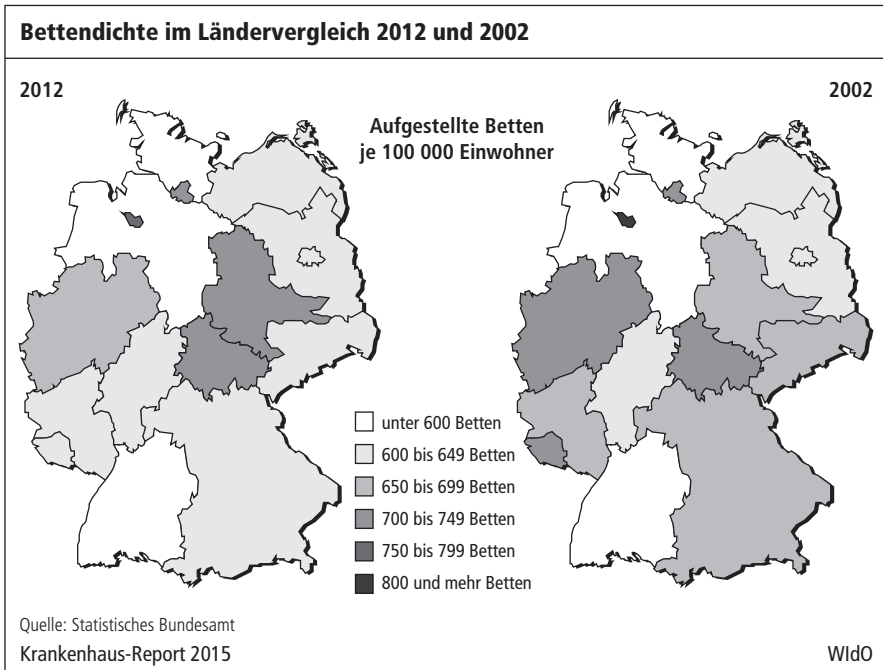 Bettendichte im Ländervergleich 2012 und 2002
2012
2002
Aufgestellte Betten
je 100 000 Einwohner
unter 600 Betten
600 bis 649 Betten
650 bis 699 Betten
700 bis 749 Betten
750 bis 799 Betten
800 und mehr Betten
Quelle: Statistisches Bundesamt
Krankenhaus-Report 2015
WIdO